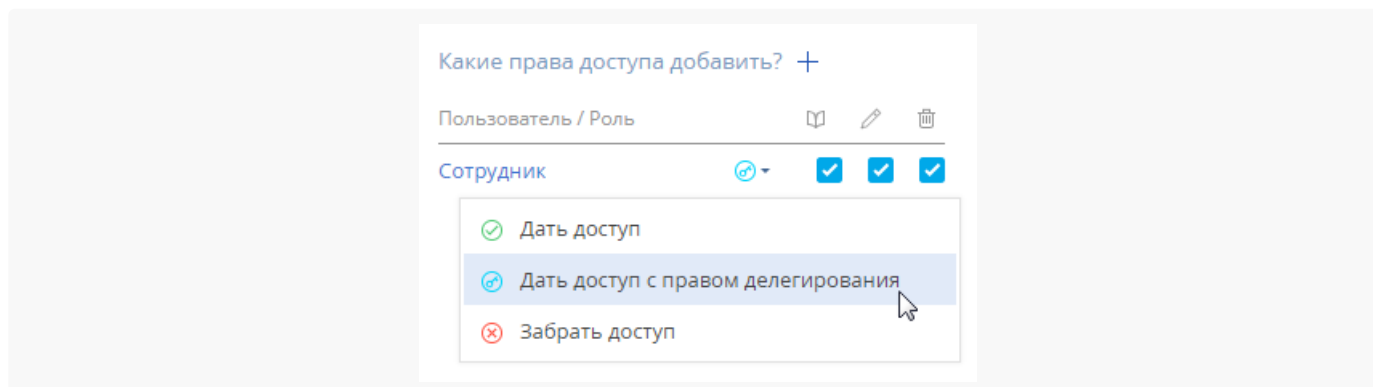 Какие права доступа добавить?
Пользователь / Роль
Сотрудник
Дать доступ
Дать доступ с правом делегирования
Забрать доступ